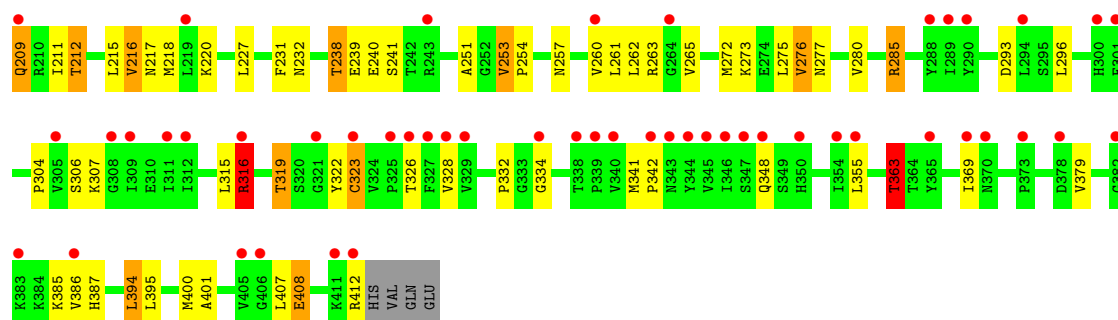 Q209 R210 I211 T212 L215 V216 N217 M218 L219 K220 L227 F231 N232 T238 E239 E240 S241 T242 R243 A251 G252 V253 P254 N257 V260 L261 L262 R263 G264 V265 M272 K273 E274 L275 V276 N277 V280 R285 Y288 I289 Y290 D293 L294 S295 L296 H300
P304 V305 S306 K307 G308 I309 E310 I311 I312 L315 R316 T319 S320 G321 Y322 C323 V324 P325 T326 F327 V328 V329 P332 G333 G334 T338 P339 V340 M341 P342 N343 Y344 V345 I346 S347 Q348 S349 H350 I354 L355 T363 T364 Y365 I369 N370 P373 D378 V379
K383 K384 K385 V386 H387 L394 L395 M400 A401 V405 G406 L407 E408 K411 R412 HIS VAL GLN GLU